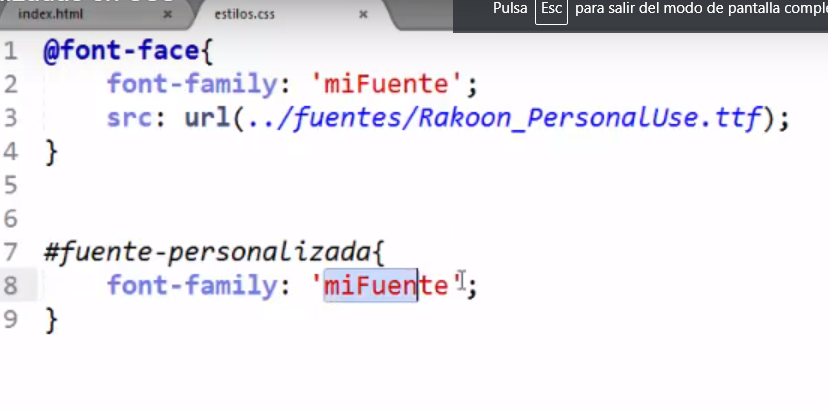 index.html × estilos.css × Pulsa Esc para salir del modo de pantalla comple
1 @font-face{
2 font-family: 'miFuente';
3 src: url(../fuentes/Rakoon_PersonalUse.ttf);
4 }
5
6
7 #fuente-personalizada{
8 font-family: 'miFuente';
9 }